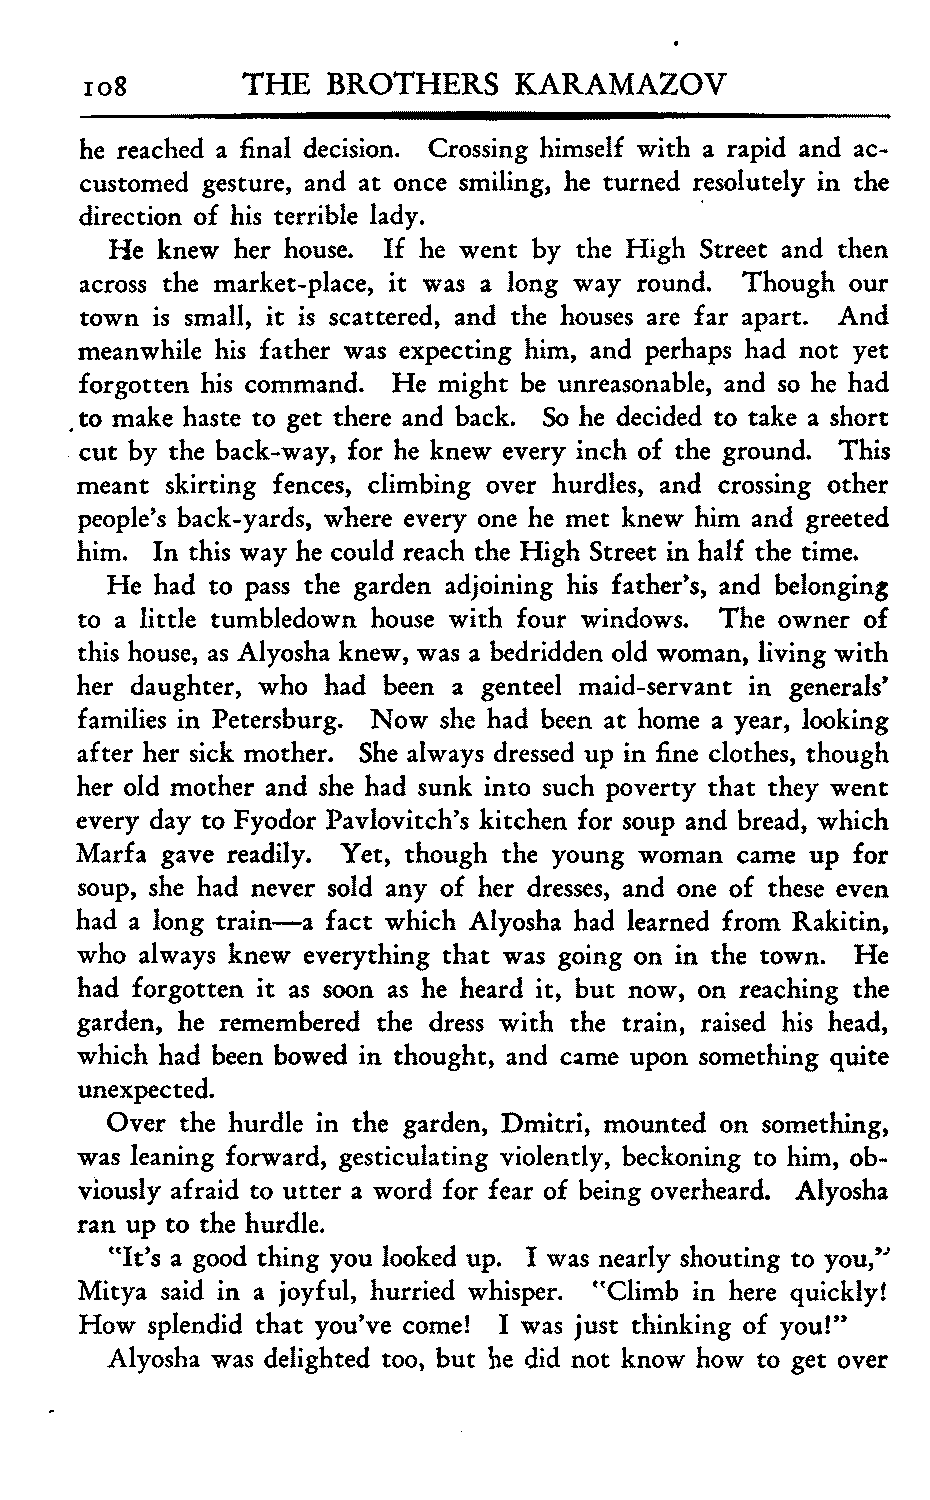 108 THE BROTHERS KARAMAZOV
he reached a final decision. Crossing himself with a rapid and ac-
customed gesture, and at once smiling, he turned resolutely in the
direction of his terrible lady.
He knew her house. If he went by the High Street and then
across the market-place, it was a long way round. Though our
town is small, it is scattered, and the houses are far apart. And
meanwhile his father was expecting him, and perhaps had not yet
forgotten his command. He might be unreasonable, and so he had
to make haste to get there and back. So he decided to take a short
cut by the back-way, for he knew every inch of the ground. This
meant skirting fences, climbing over hurdles, and crossing other
people's back-yards, where every one he met knew him and greeted
him. In this way he could reach the High Street in half the time.
He had to pass the garden adjoining his father's, and belonging
to a little tumbledown house with four windows. The owner of
this house, as Alyosha knew, was a bedridden old woman, living with
her daughter, who had been a genteel maid-servant in generals'
families in Petersburg. Now she had been at home a year, looking
after her sick mother. She always dressed up in fine clothes, though
her old mother and she had sunk into such poverty that they went
every day to Fyodor Pavlovitch's kitchen for soup and bread, which
Marfa gave readily. Yet, though the young woman came up for
soup, she had never sold any of her dresses, and one of these even
had a long train—a fact which Alyosha had learned from Rakitin,
who always knew everything that was going on in the town. He
had forgotten it as soon as he heard it, but now, on reaching the
garden, he remembered the dress with the train, raised his head,
which had been bowed in thought, and came upon something quite
unexpected.
Over the hurdle in the garden, Dmitri, mounted on something,
was leaning forward, gesticulating violently, beckoning to him, ob-
viously afraid to utter a word for fear of being overheard. Alyosha
ran up to the hurdle.
"It's a good thing you looked up. I was nearly shouting to you,"
Mitya said in a joyful, hurried whisper. "Climb in here quickly!
How splendid that you've come! I was just thinking of you!"
Alyosha was delighted too, but he did not know how to get over